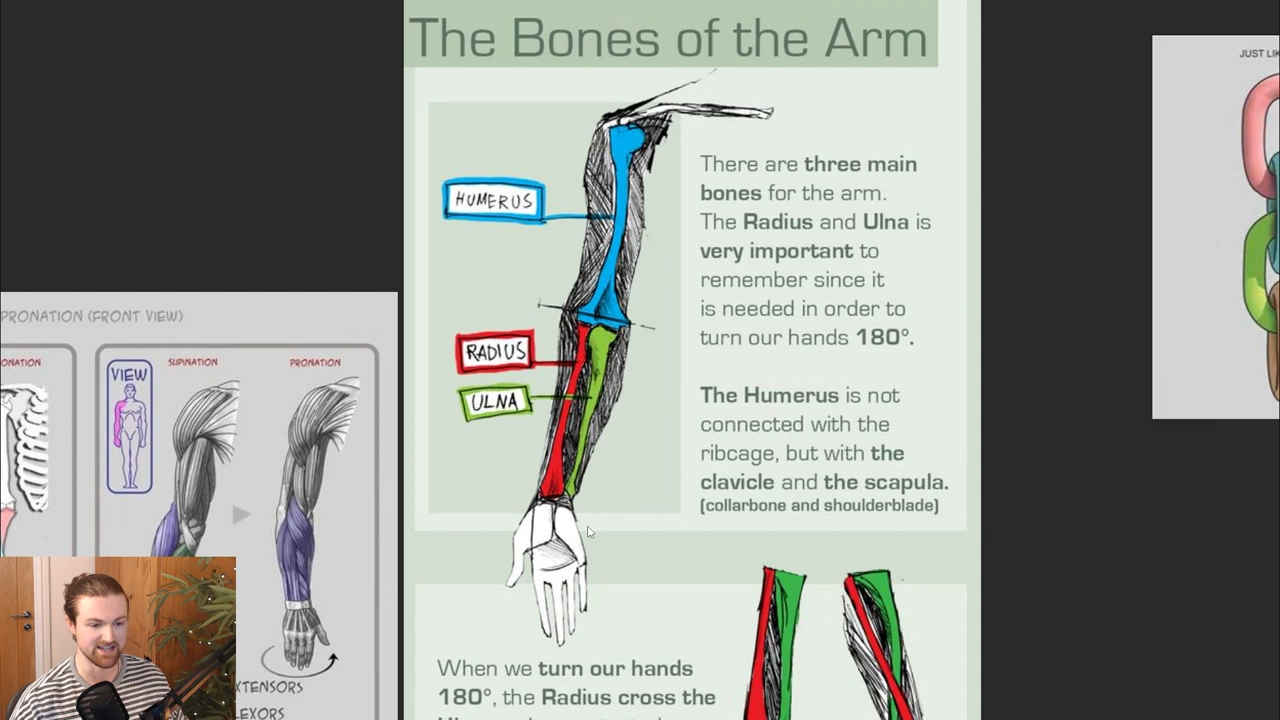 The Bones of the Arm
HUMERUS
RADIUS
ULNA
There are three main
bones for the arm.
The Radius and Ulna is
very important to
remember since it
is needed in order to
turn our hands 180°.
The Humerus is not
connected with the
ribcage, but with the
clavicle and the scapula.
(collarbone and shoulderblade)
When we turn our hands
180°, the Radius cross the
PRONATION (FRONT VIEW)
VIEW
SUPINATION
PRONATION
XTENSORS
LEXORS
JUST LI